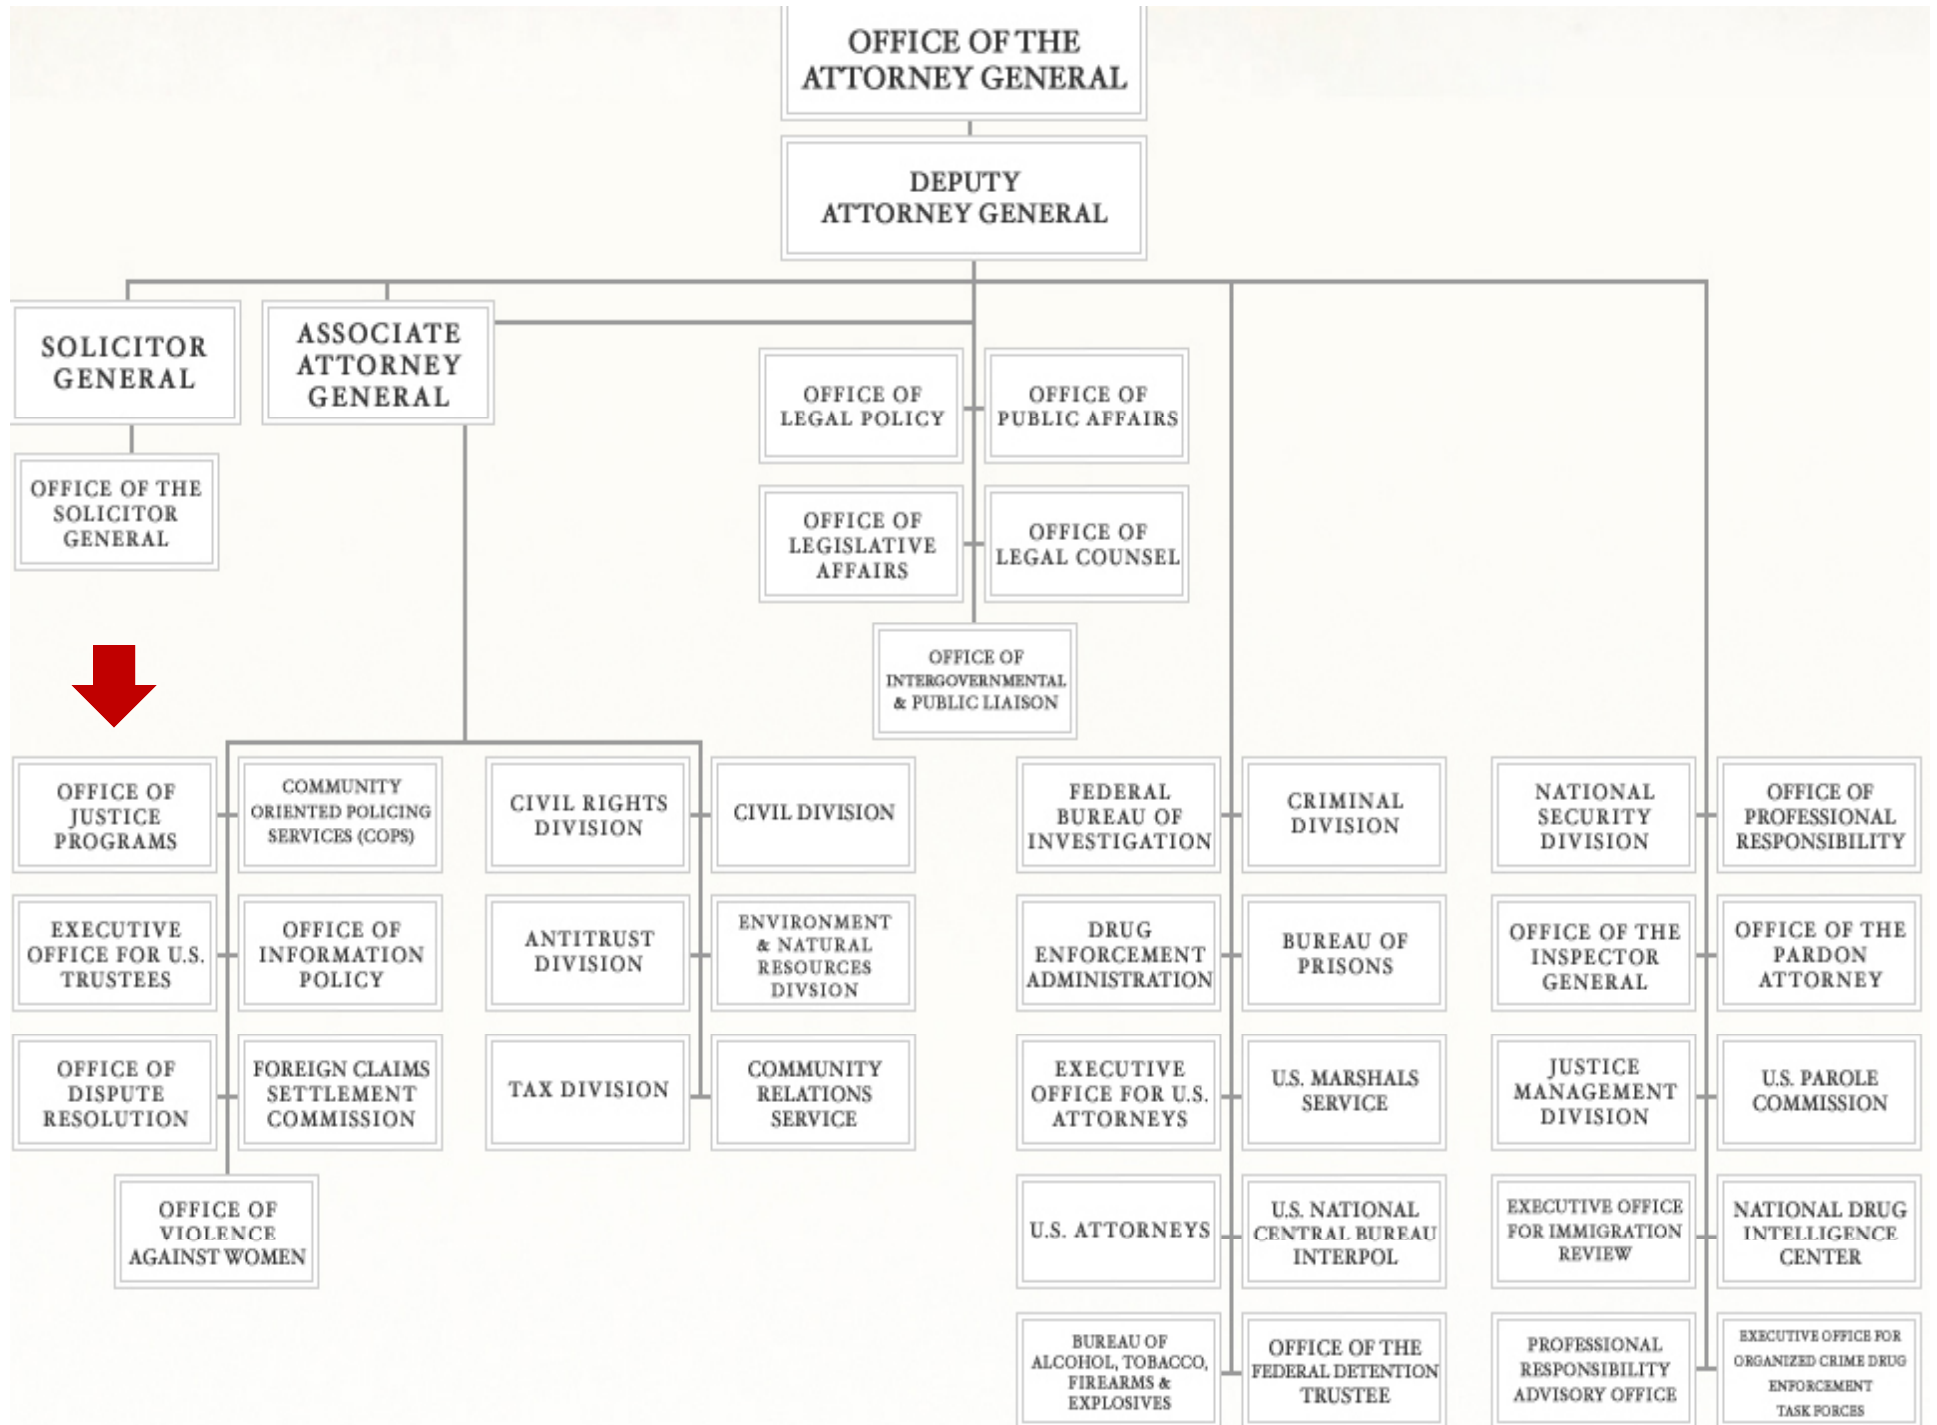 OFFICE OF THE
ATTORNEY GENERAL
DEPUTY
ATTORNEY GENERAL
SOLICITOR
GENERAL
ASSOCIATE
ATTORNEY
GENERAL
OFFICE OF THE
SOLICITOR
GENERAL
OFFICE OF
LEGAL POLICY
OFFICE OF
PUBLIC AFFAIRS
OFFICE OF
LEGISLATIVE
AFFAIRS
OFFICE OF
LEGAL COUNSEL
OFFICE OF
INTERGOVERNMENTAL
& PUBLIC LIAISON
OFFICE OF
JUSTICE
PROGRAMS
COMMUNITY
ORIENTED POLICING
SERVICES (COPS)
CIVIL RIGHTS
DIVISION
CIVIL DIVISION
FEDERAL
BUREAU OF
INVESTIGATION
CRIMINAL
DIVISION
NATIONAL
SECURITY
DIVISION
OFFICE OF
PROFESSIONAL
RESPONSIBILITY
EXECUTIVE
OFFICE FOR U.S.
TRUSTEES
OFFICE OF
INFORMATION
POLICY
ANTITRUST
DIVISION
ENVIRONMENT
& NATURAL
RESOURCES
DIVSION
DRUG
ENFORCEMENT
ADMINISTRATION
BUREAU OF
PRISONS
OFFICE OF THE
INSPECTOR
GENERAL
OFFICE OF THE
PARDON
ATTORNEY
OFFICE OF
DISPUTE
RESOLUTION
FOREIGN CLAIMS
SETTLEMENT
COMMISSION
TAX DIVISION
COMMUNITY
RELATIONS
SERVICE
EXECUTIVE
OFFICE FOR U.S.
ATTORNEYS
U.S. MARSHALS
SERVICE
JUSTICE
MANAGEMENT
DIVISION
U.S. PAROLE
COMMISSION
OFFICE OF
VIOLENCE
AGAINST WOMEN
U.S. ATTORNEYS
U.S. NATIONAL
CENTRAL BUREAU
INTERPOL
EXECUTIVE OFFICE
FOR IMMIGRATION
REVIEW
NATIONAL DRUG
INTELLIGENCE
CENTER
BUREAU OF
ALCOHOL, TOBACCO,
FIREARMS &
EXPLOSIVES
OFFICE OF THE
FEDERAL DETENTION
TRUSTEE
PROFESSIONAL
RESPONSIBILITY
ADVISORY OFFICE
EXECUTIVE OFFICE FOR
ORGANIZED CRIME DRUG
ENFORCEMENT
TASK FORCES